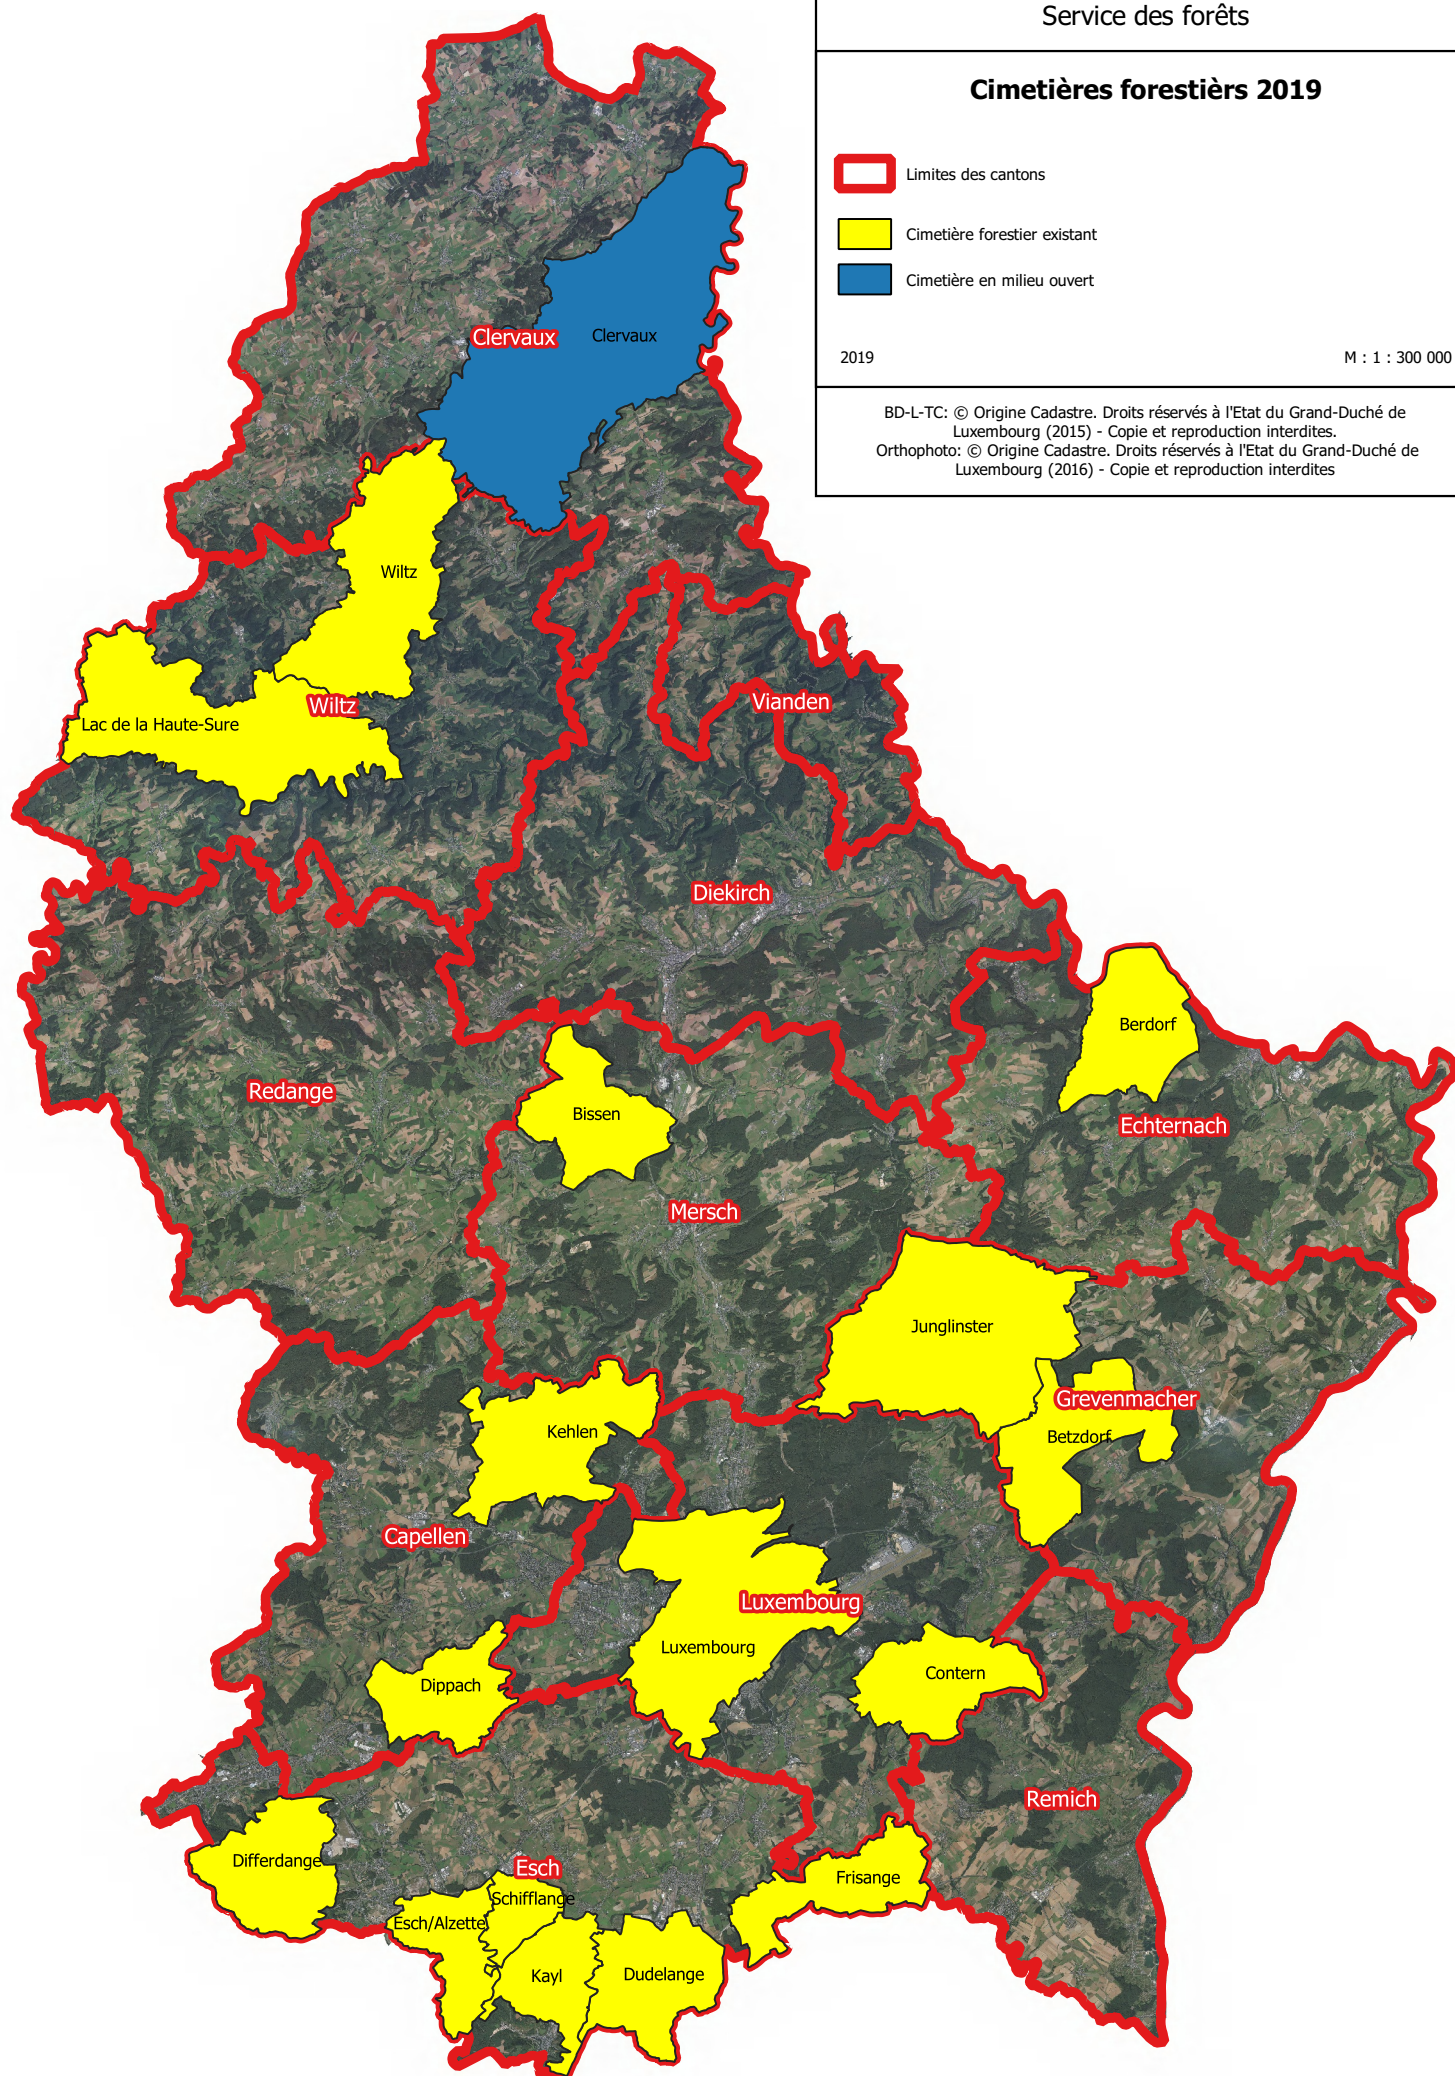 Service des forêts
Cimetières forestièrs 2019
Limites des cantons
Cimetière forestier existant
Cimetière en milieu ouvert
2019
M : 1 : 300 000
BD-L-TC: © Origine Cadastre. Droits réservés à l'Etat du Grand-Duché de
Luxembourg (2015) - Copie et reproduction interdites.
Orthophoto: © Origine Cadastre. Droits réservés à l'Etat du Grand-Duché de
Luxembourg (2016) - Copie et reproduction interdites
Clervaux
Clervaux
Wiltz
Wiltz
Lac de la Haute-Sure
Vianden
Diekirch
Berdorf
Redange
Bissen
Echternach
Mersch
Junglinster
Grevenmacher
Kehlen
Betzdorf
Capellen
Luxembourg
Luxembourg
Contern
Dippach
Remich
Differdange
Esch
Frisange
Schifflange
Esch/Alzette
Kayl
Dudelange